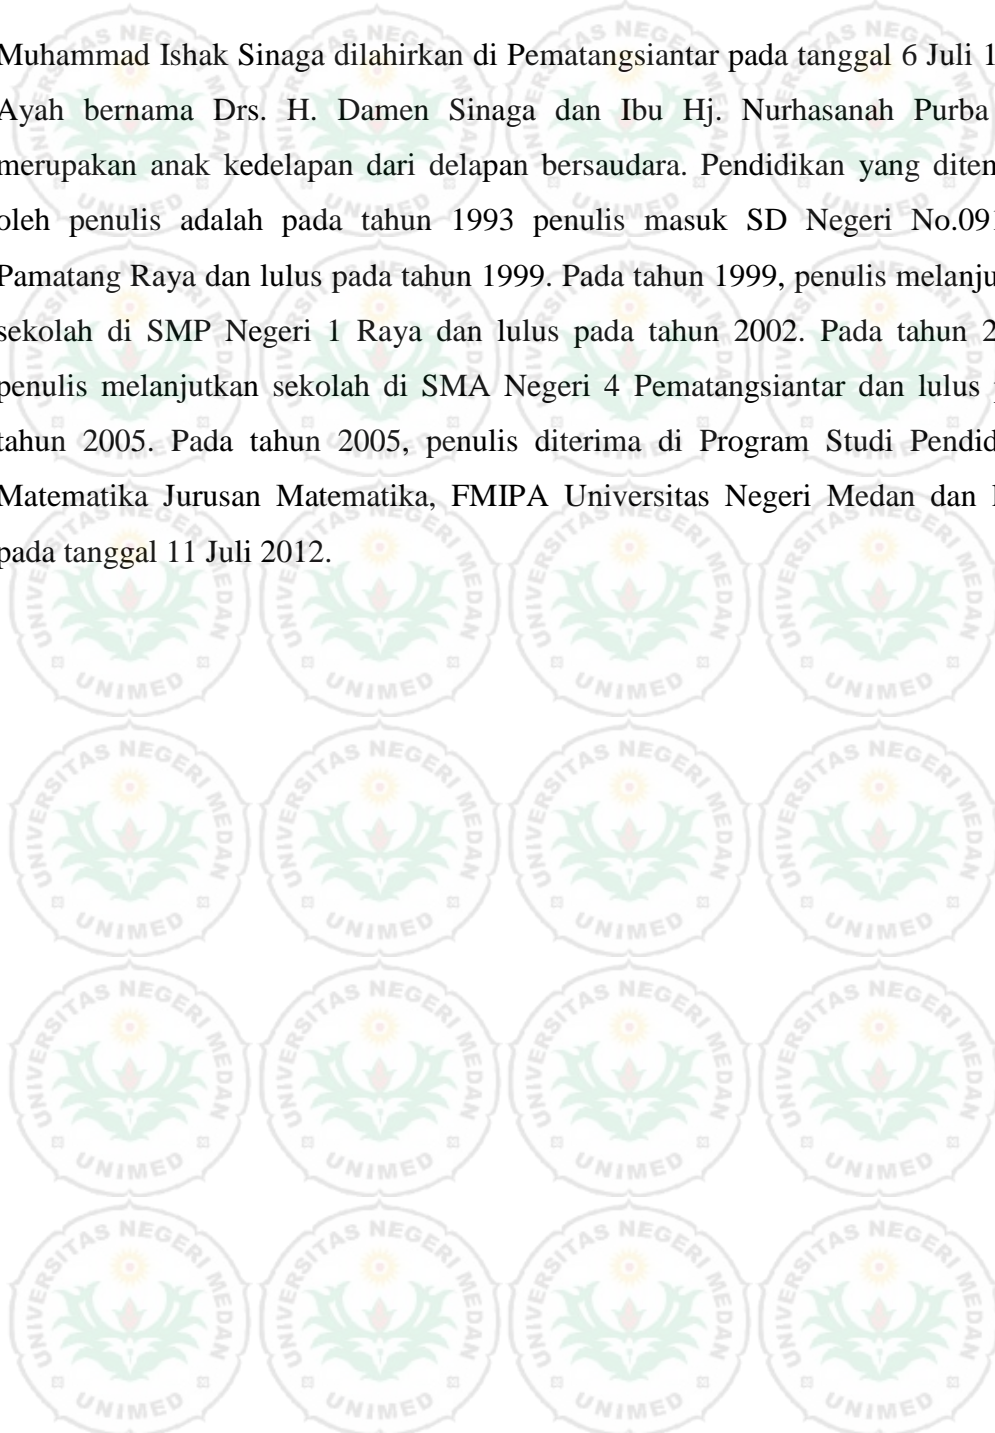 Muhammad Ishak Sinaga dilahirkan di Pematangsiantar pada tanggal 6 Juli 1
Ayah bernama Drs. H. Damen Sinaga dan Ibu Hj. Nurhasanah Purba
merupakan anak kedelapan dari delapan bersaudara. Pendidikan yang diten
oleh penulis adalah pada tahun 1993 penulis masuk SD Negeri No.091
Pamatang Raya dan lulus pada tahun 1999. Pada tahun 1999, penulis melanju
sekolah di SMP Negeri 1 Raya dan lulus pada tahun 2002. Pada tahun 2
penulis melanjutkan sekolah di SMA Negeri 4 Pematangsiantar dan lulus
tahun 2005. Pada tahun 2005, penulis diterima di Program Studi Pendid
Matematika Jurusan Matematika, FMIPA Universitas Negeri Medan dan
pada tanggal 11 Juli 2012.